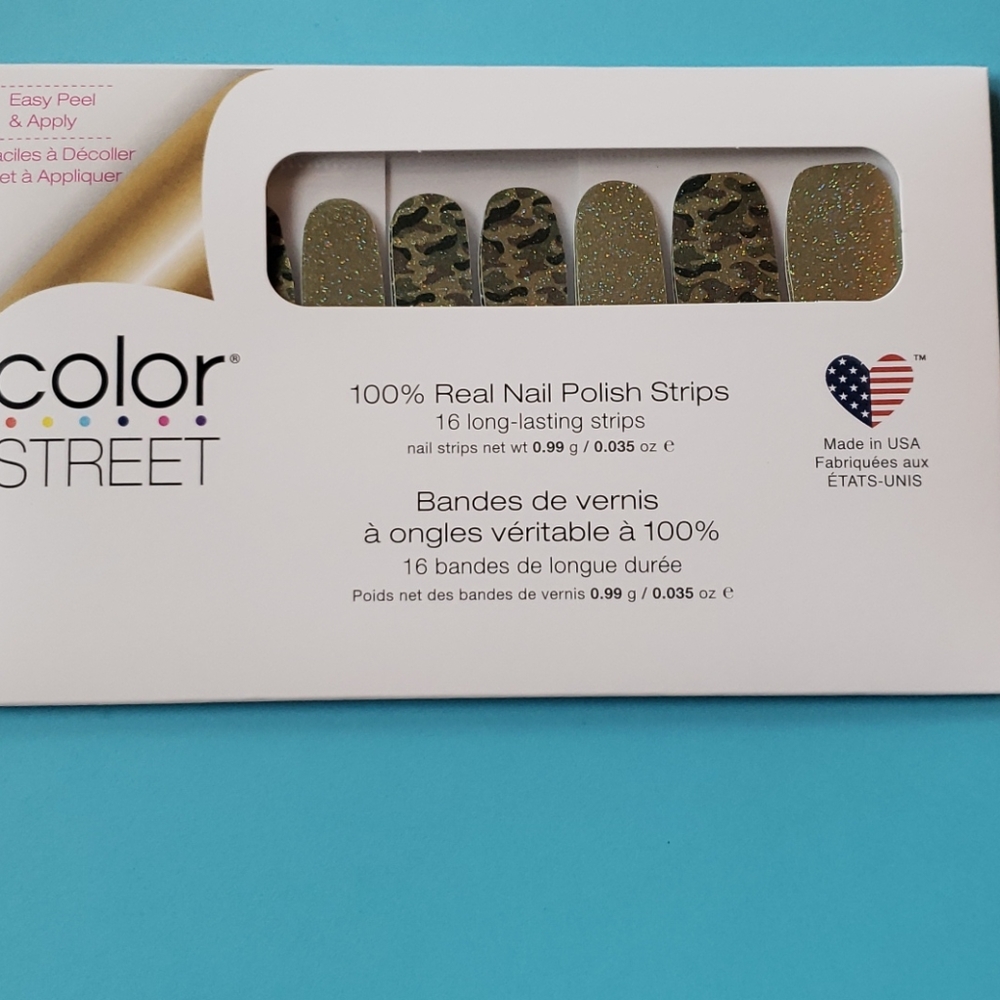 Easy Peel
& Apply
aciles à Décoller
et à Appliquer
color®
STREET
100% Real Nail Polish Strips
16 long-lasting strips
nail strips net wt 0.99 g / 0.035 oz ℮
Bandes de vernis
à ongles véritable à 100%
16 bandes de longue durée
Poids net des bandes de vernis 0.99 g / 0.035 oz ℮
™
Made in USA
Fabriquées aux
ÉTATS-UNIS